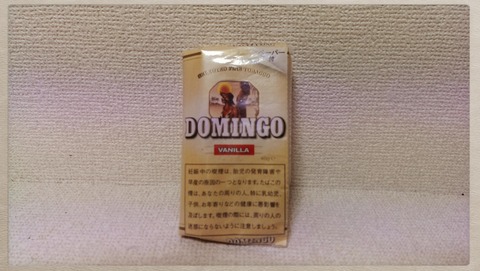 DOMINGO
VANILLA
妊娠中の喫煙は、胎児の発育障害や
早産の原因の一つとなります。たばこの
煙は、あなたの周りの人、特に乳幼児、
子供、お年寄りなどの健康に悪影響を
及ぼします。喫煙の際には、周りの人の
迷惑にならないように注意しましょう。
DOMINGO